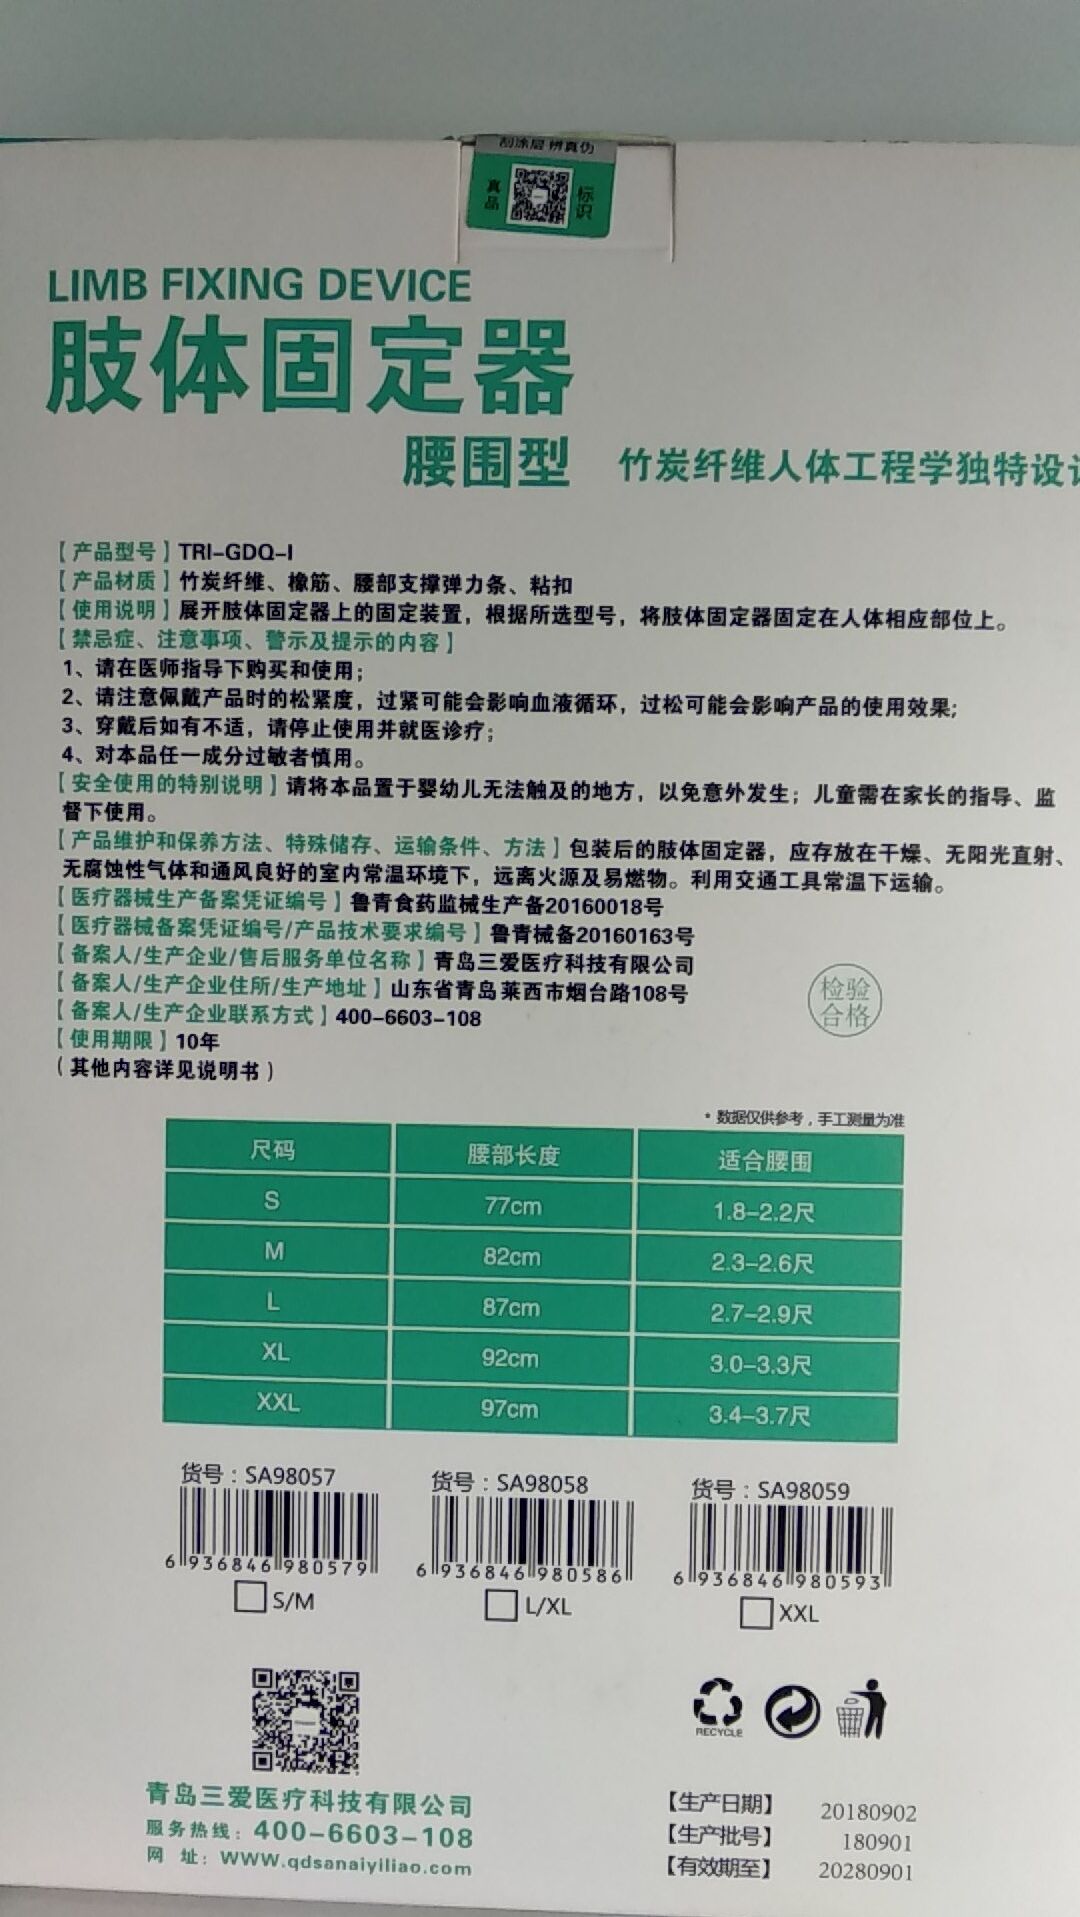 刮涂层 辨真伪
真品 标识
LIMB FIXING DEVICE
肢体固定器
腰围型 竹炭纤维人体工程学独特设计
【产品型号】TRI-GDQ-I
【产品材质】竹炭纤维、橡筋、腰部支撑弹力条、粘扣
【使用说明】展开肢体固定器上的固定装置，根据所选型号，将肢体固定器固定在人体相应部位上。
【禁忌症、注意事项、警示及提示的内容】
1、请在医师指导下购买和使用；
2、请注意佩戴产品时的松紧度，过紧可能会影响血液循环，过松可能会影响产品的使用效果;
3、穿戴后如有不适，请停止使用并就医诊疗；
4、对本品任一成分过敏者慎用。
【安全使用的特别说明】请将本品置于婴幼儿无法触及的地方，以免意外发生；儿童需在家长的指导、监
督下使用。
【产品维护和保养方法、特殊储存、运输条件、方法】包装后的肢体固定器，应存放在干燥、无阳光直射、
无腐蚀性气体和通风良好的室内常温环境下，远离火源及易燃物。利用交通工具常温下运输。
【医疗器械生产备案凭证编号】鲁青食药监械生产备20160018号
【医疗器械备案凭证编号/产品技术要求编号】鲁青械备20160163号
【备案人/生产企业/售后服务单位名称】青岛三爱医疗科技有限公司
【备案人/生产企业住所/生产地址】山东省青岛莱西市烟台路108号
【备案人/生产企业联系方式】400-6603-108
【使用期限】10年
（其他内容详见说明书）
检验
合格
* 数据仅供参考，手工测量为准
尺码 腰部长度 适合腰围
S 77cm 1.8-2.2尺
M 82cm 2.3-2.6尺
L 87cm 2.7-2.9尺
XL 92cm 3.0-3.3尺
XXL 97cm 3.4-3.7尺
货号：SA98057 货号：SA98058 货号：SA98059
6 936846 980579 6 936846 980586 6 936846 980593
S/M L/XL XXL
RECYCLE
青岛三爱医疗科技有限公司
服务热线：400-6603-108
网 址：WWW.qdsanaiyiliao.com
【生产日期】 20180902
【生产批号】 180901
【有效期至】 20280901